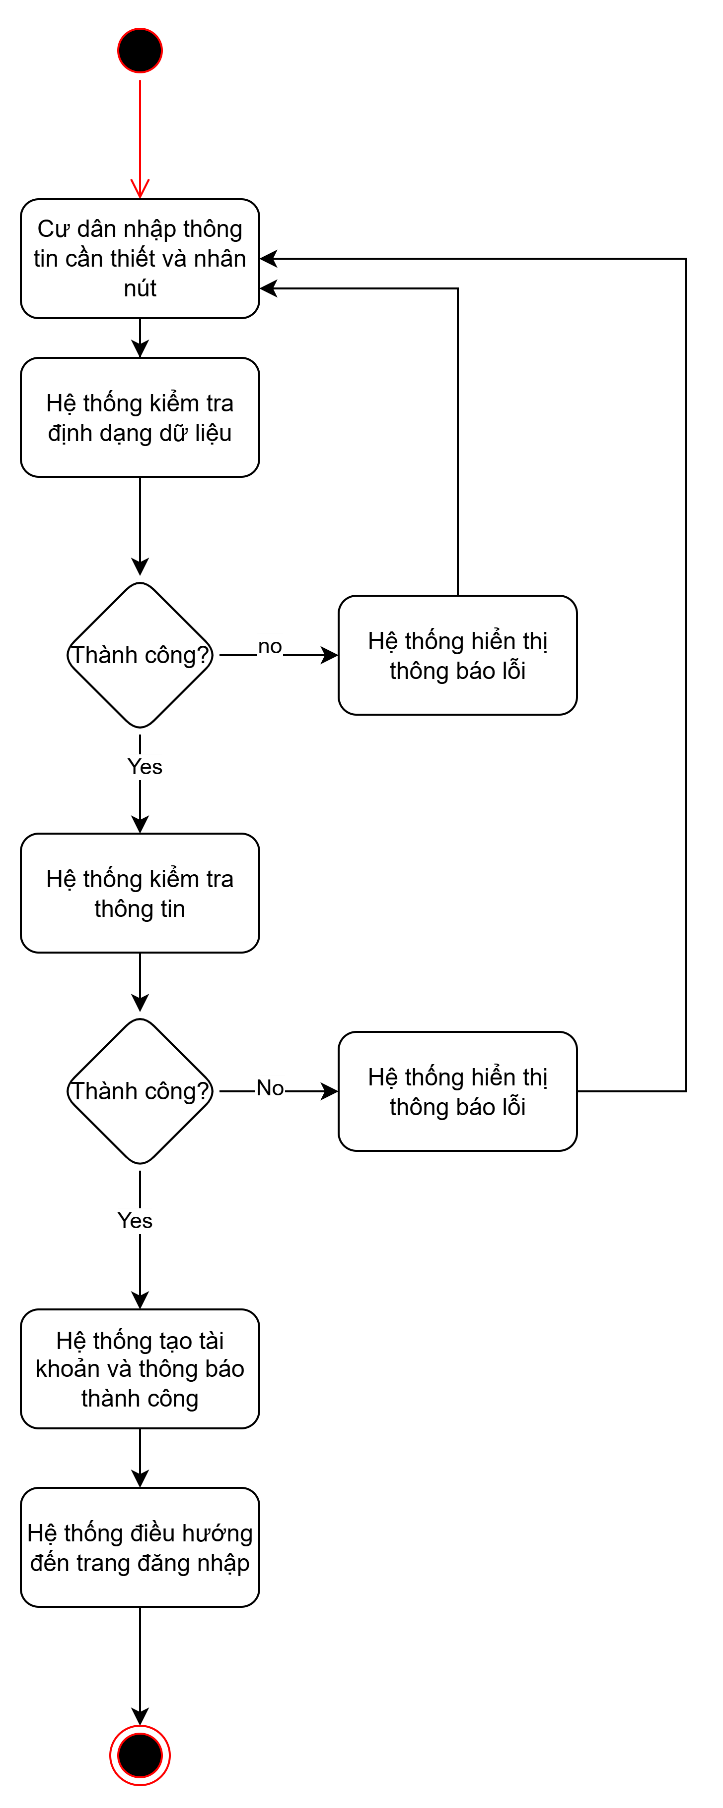 Cư dân nhập thông
tin cần thiết và nhân
nút
Hệ thống kiểm tra
định dạng dữ liệu
Thành công?
no
Hệ thống hiển thị
thông báo lỗi
Yes
Hệ thống kiểm tra
thông tin
Thành công?
No
Hệ thống hiển thị
thông báo lỗi
Yes
Hệ thống tạo tài
khoản và thông báo
thành công
Hệ thống điều hướng
đến trang đăng nhập